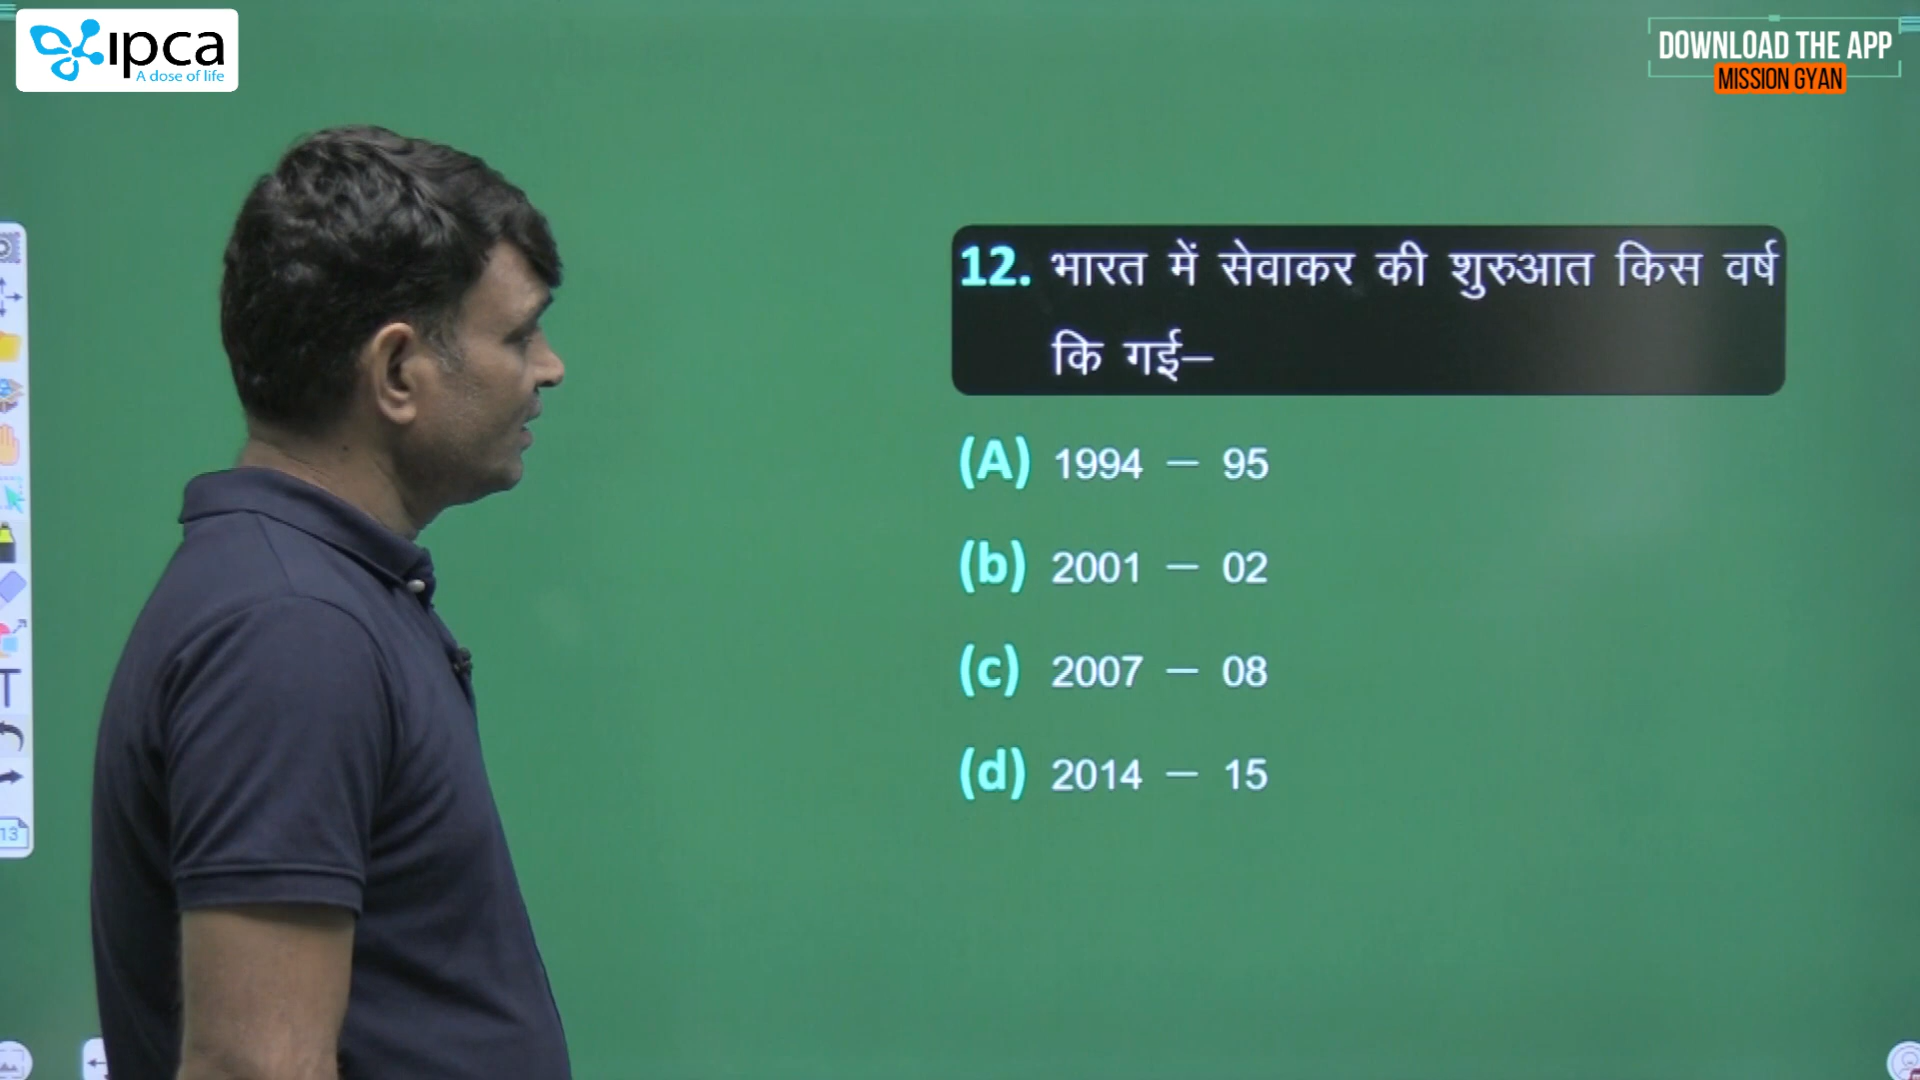 ipca
A dose of life
DOWNLOAD THE APP
MISSION GYAN
12. भारत में सेवाकर की शुरुआत किस वर्ष
कि गई–
(A) 1994 – 95
(b) 2001 – 02
(c) 2007 – 08
(d) 2014 – 15
T
13